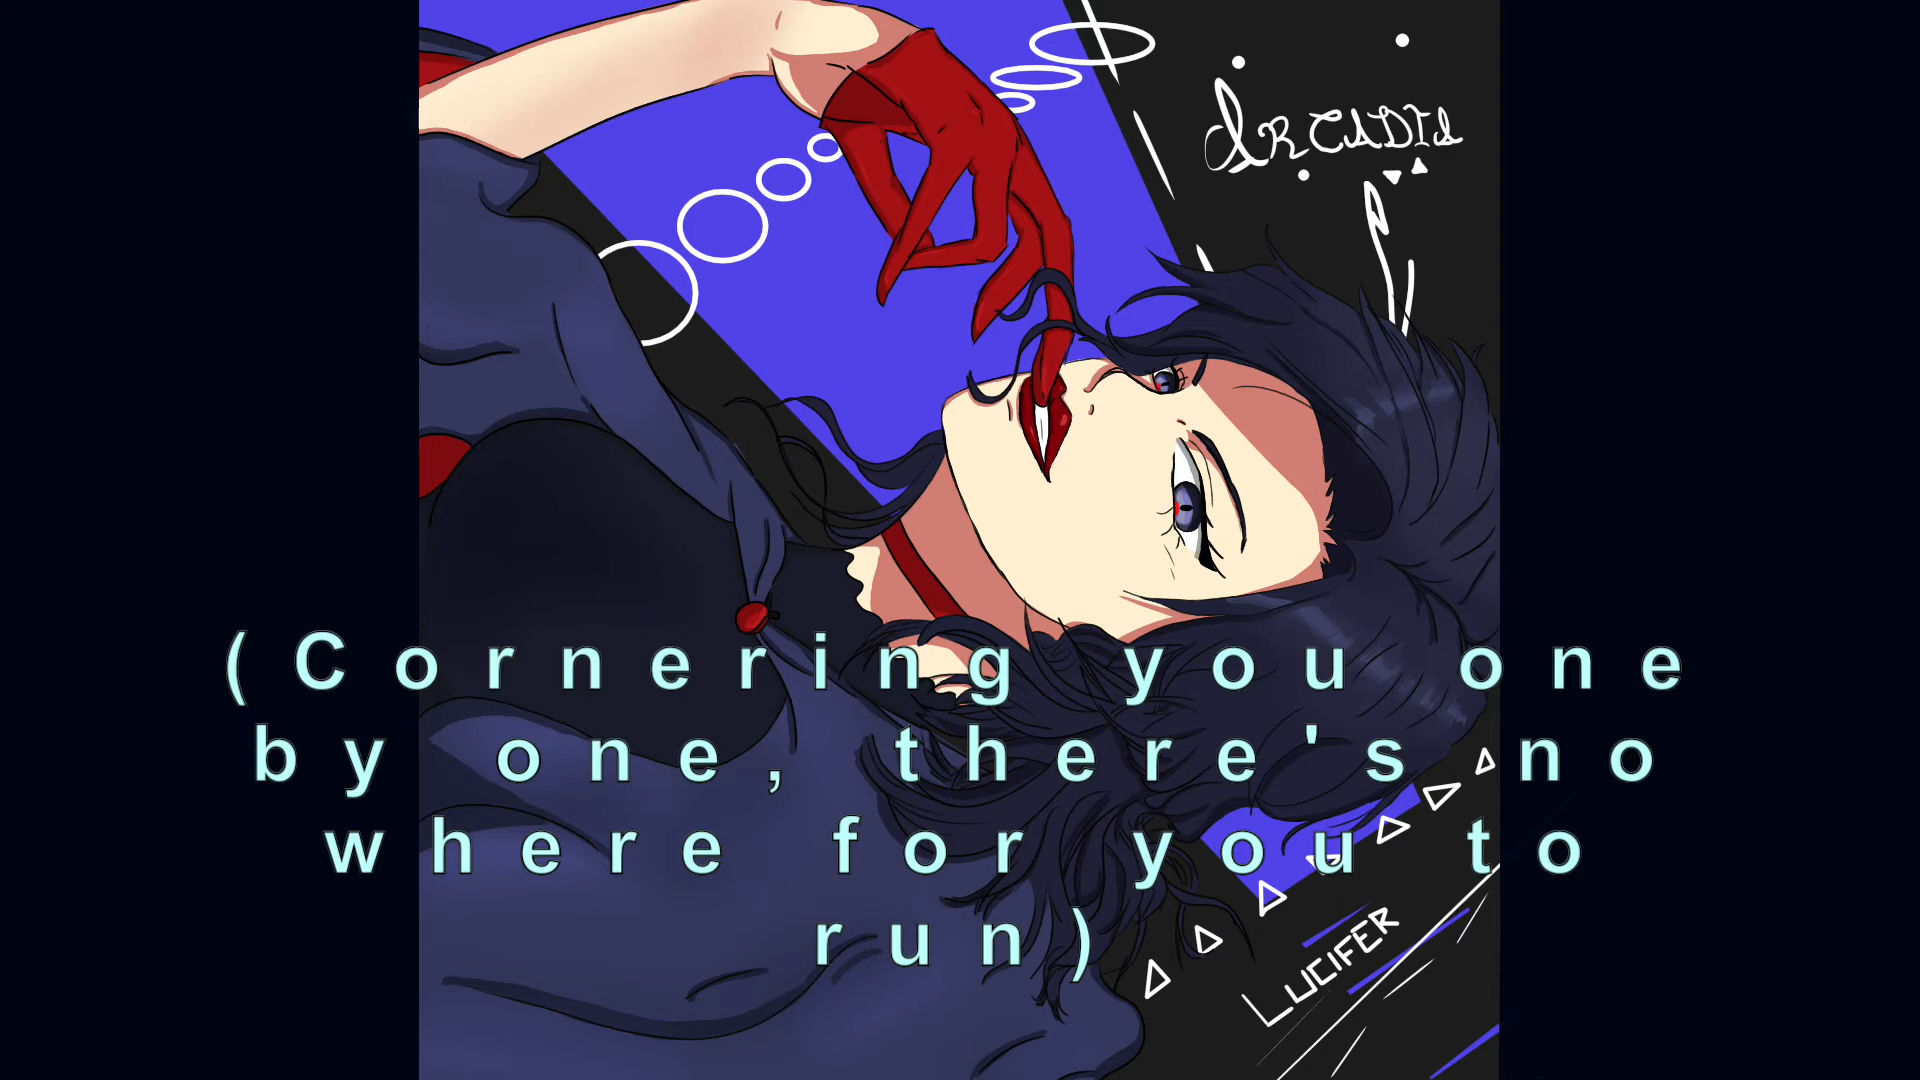 ARCADIA
(Cornering you one
by one, there's no
where for you to
run)
LUCIFER